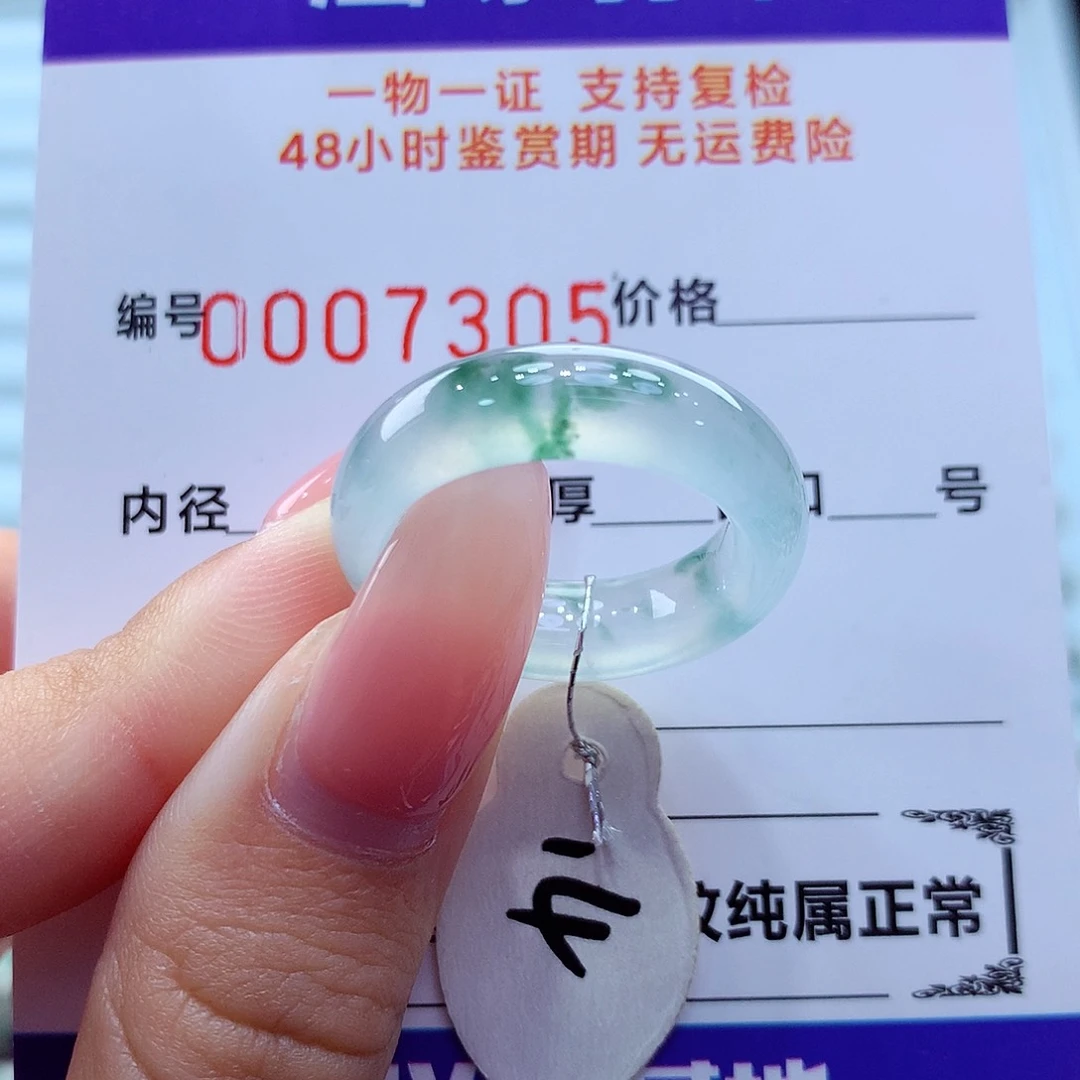 一物一证 支持复检
48小时鉴赏期 无运费险
编号0007305价格
内径 厚 号
纯属正常